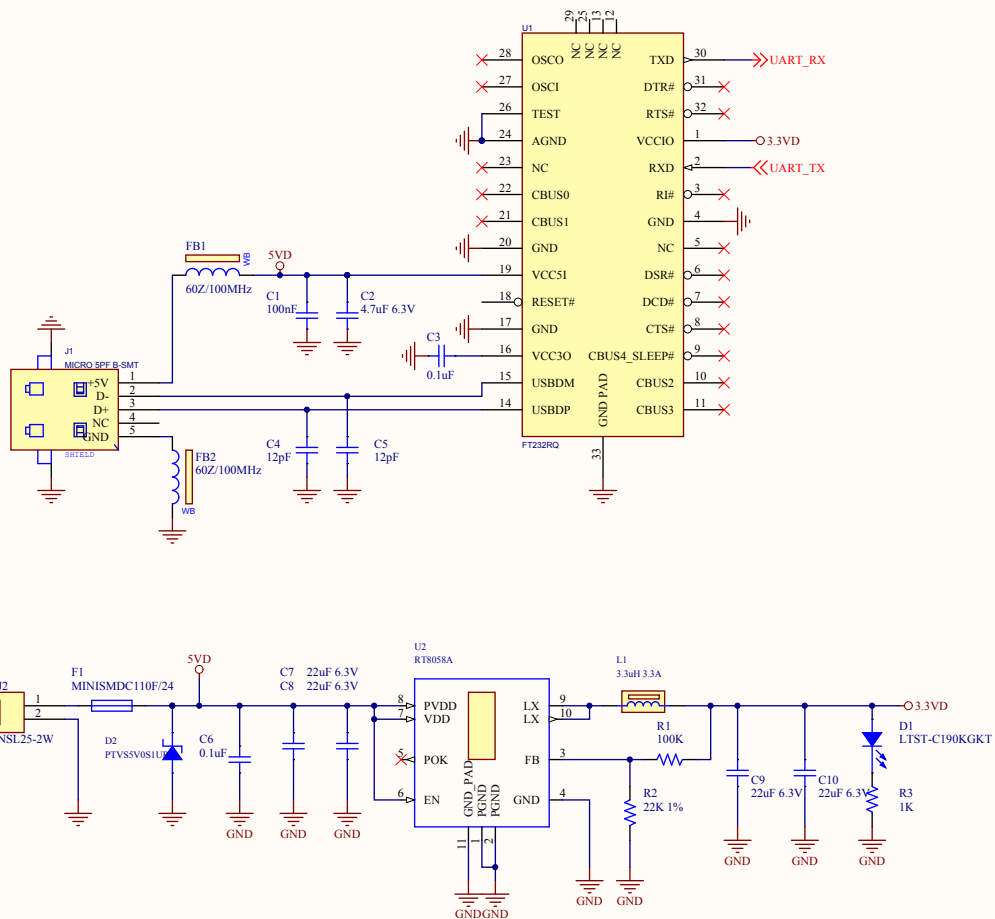 29
25
13
12
U1
NC
NC
NC
NC
28
OSCO
TXD
30
UART_RX
27
OSCI
DTR#
31
26
TEST
RTS#
32
24
AGND
VCCIO
1
3.3VD
23
NC
RXD
2
UART_TX
22
CBUS0
RI#
3
21
CBUS1
GND
4
20
GND
NC
5
FB1
WB
60Z/100MHz
5VD
19
VCC5I
DSR#
6
C1
100nF
C2
4.7uF 6.3V
18
RESET#
DCD#
7
17
GND
CTS#
8
C3
0.1uF
16
VCC3O
CBUS4_SLEEP#
9
15
USBDM
CBUS2
10
14
USBDP
CBUS3
11
GND PAD
33
FT232RQ
J1
MICRO 5PF B-SMT
+5V
1
D-
2
D+
3
NC
4
GND
5
SHIELD
C4
12pF
C5
12pF
FB2
60Z/100MHz
WB
J2
1
2
NSL25-2W
F1
MINISMDC110F/24
5VD
D2
C6
0.1uF
GND
C7 22uF 6.3V
C8 22uF 6.3V
GND
U2
RT8058A
8
PVDD
LX
9
7
VDD
LX
10
5
POK
FB
3
6
EN
GND
4
GND_PAD
PGND
PGND
11
1
2
GND
GND
GND
L1
3.3uH 3.3A
R1
100K
R2
22K 1%
GND
C9
22uF 6.3V
GND
C10
22uF 6.3V
GND
3.3VD
D1
LTST-C190KGKT
R3
1K
GND